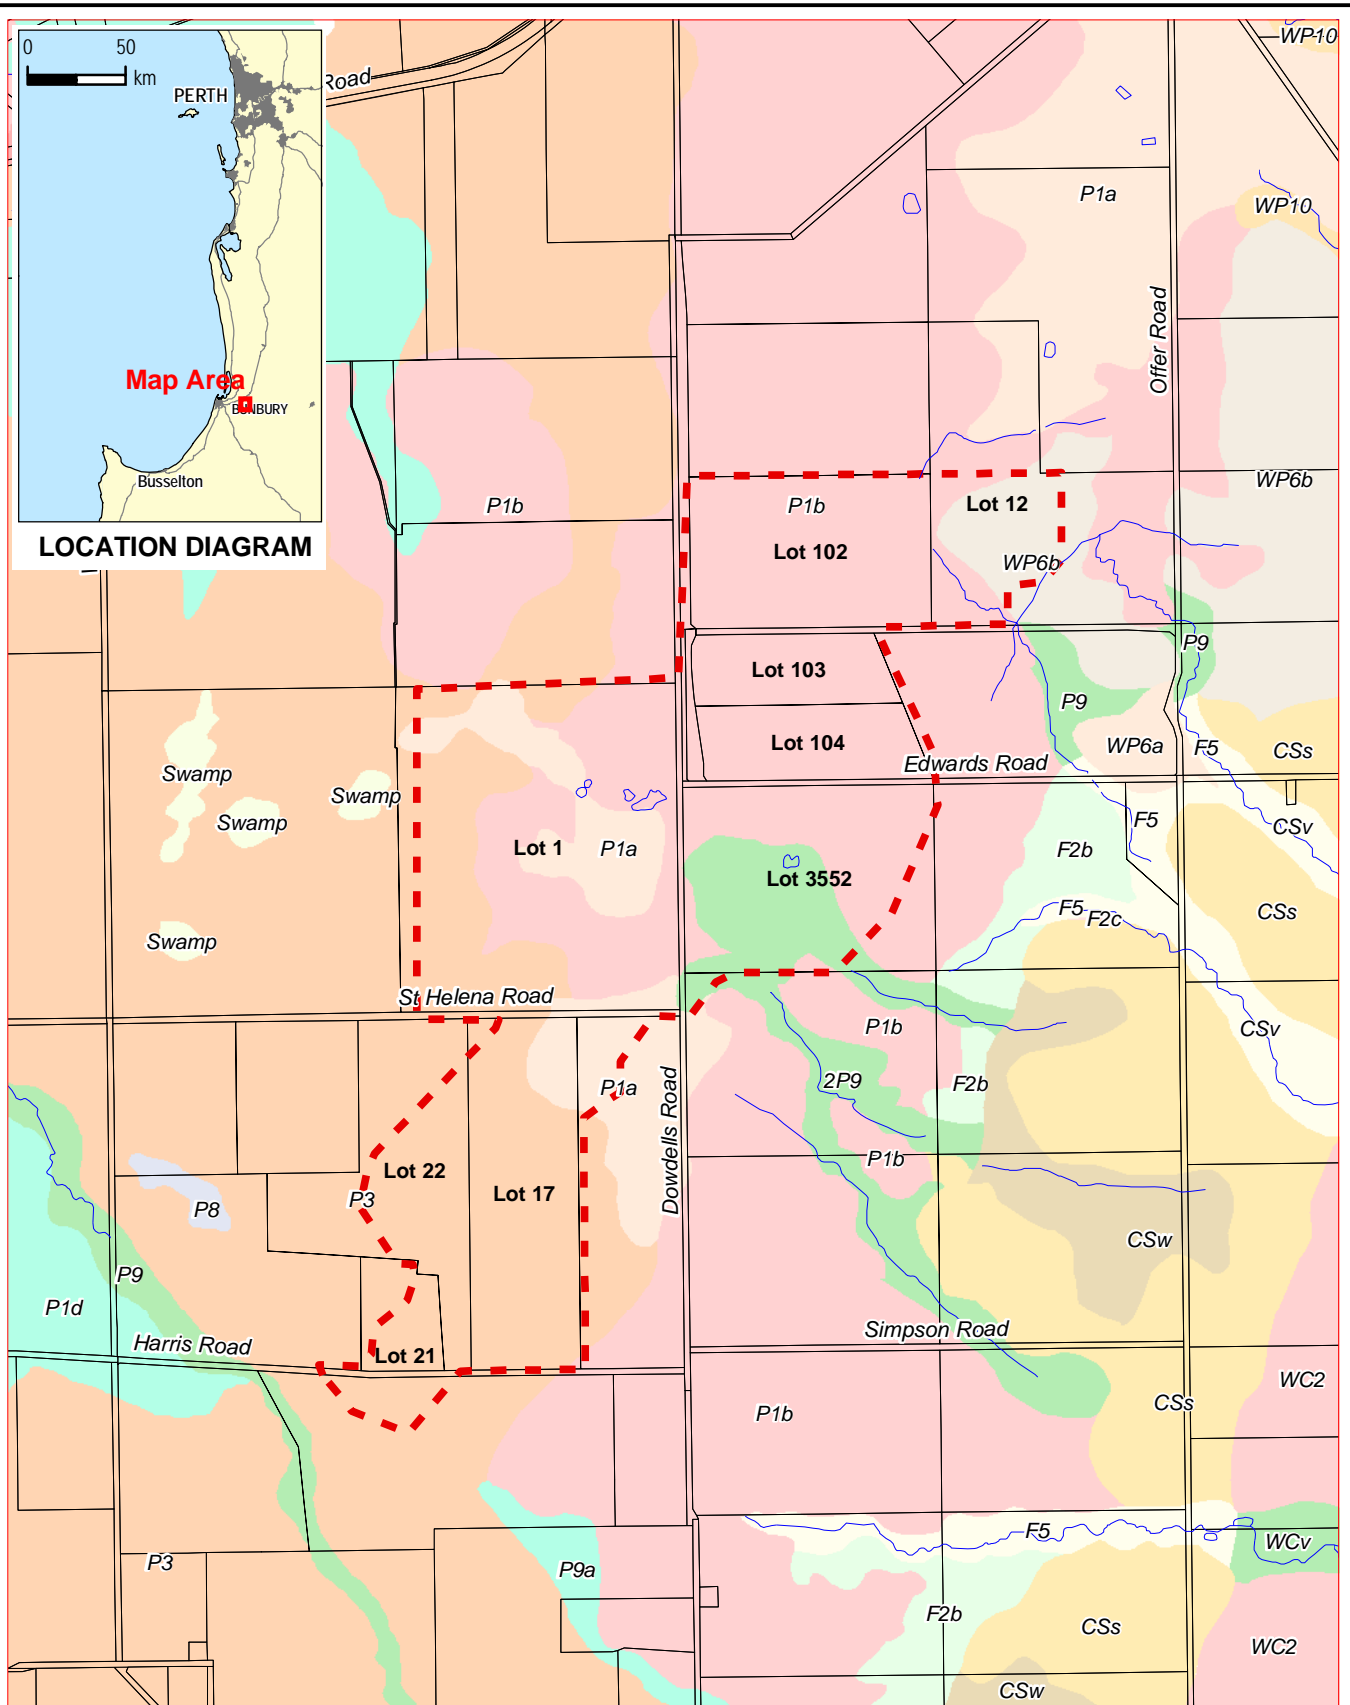 0 50
km
PERTH
Map Area
BUNBURY
Busselton
LOCATION DIAGRAM
Road
WP10
P1a
WP10
Offer Road
P1b
P1b
Lot 12
WP6b
Lot 102
WP6b
Lot 103
P9
P9
Lot 104
WP6a
F5
CSs
Edwards Road
Swamp
Swamp
Swamp
Lot 1
P1a
F5
CSv
F2b
Lot 3552
F5
F2c
CSs
Swamp
St Helena Road
P1b
CSv
P1a
2P9
F2b
Dowdells Road
P1b
Lot 22
Lot 17
P3
P8
CSw
P9
P1d
Harris Road
Simpson Road
Lot 21
WC2
CSs
P1b
F5
WCv
P3
P9a
F2b
CSs
WC2
CSw